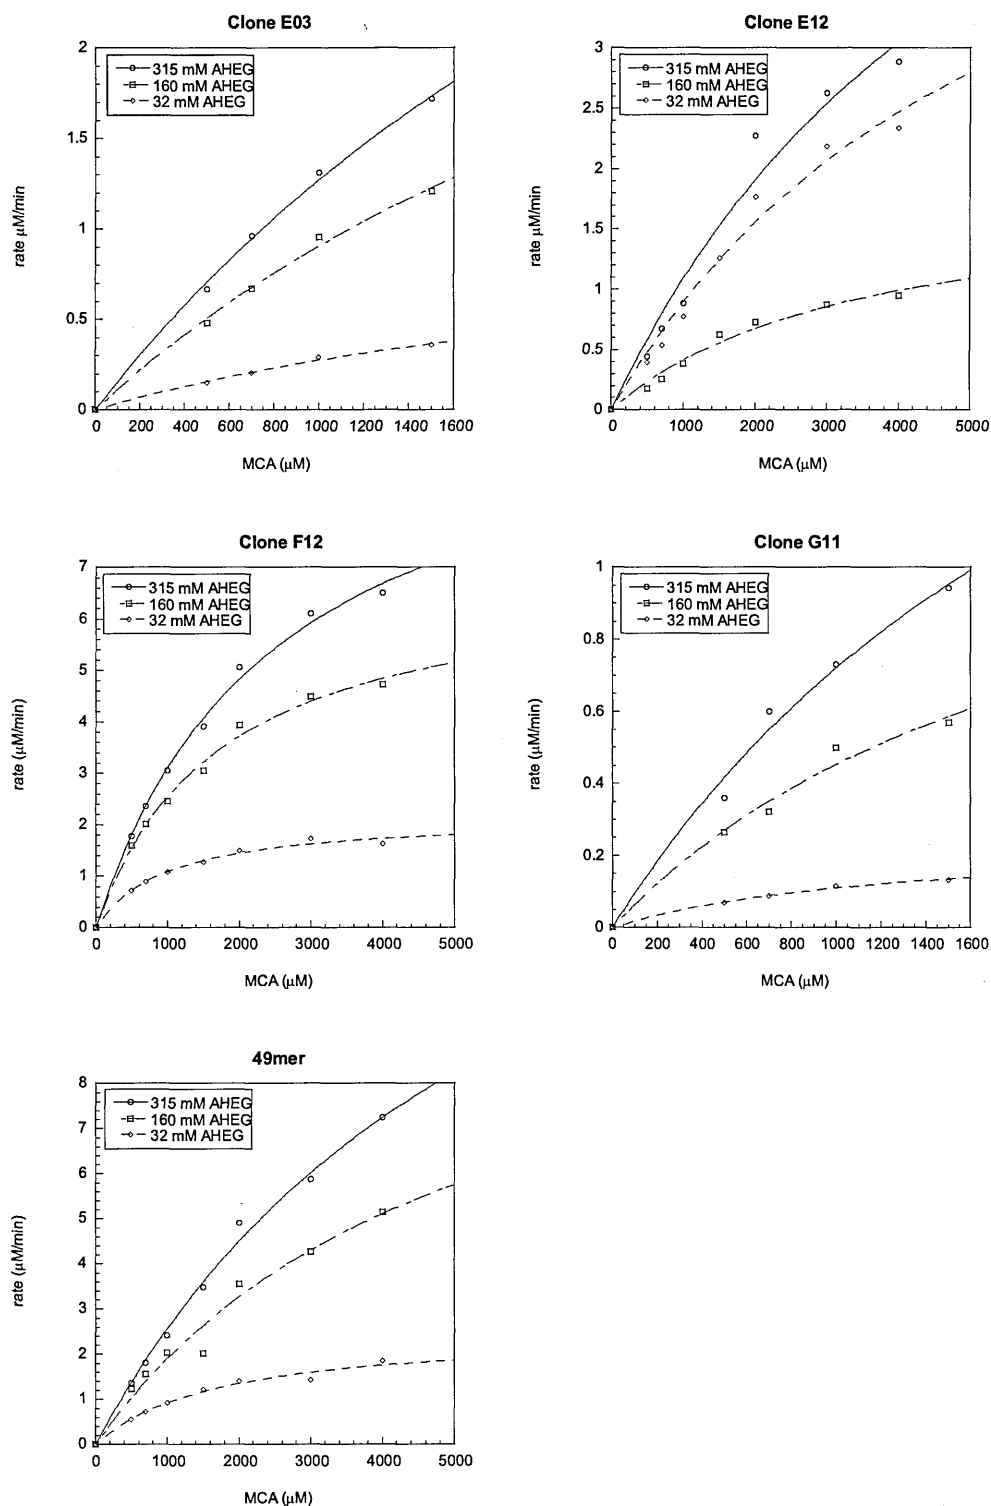 Clone E03
2
315 mM AHEG
160 mM AHEG
32 mM AHEG
1.5
1
0.5
0
rate µM/min
0 200 400 600 800 1000 1200 1400 1600
MCA (µM)
Clone E12
3
315 mM AHEG
160 mM AHEG
32 mM AHEG
2.5
2
1.5
1
0.5
0
rate µM/min
0 1000 2000 3000 4000 5000
MCA (µM)
Clone F12
7
315 mM AHEG
160 mM AHEG
32 mM AHEG
6
5
4
3
2
1
0
rate (µM/min)
0 1000 2000 3000 4000 5000
MCA (µM)
Clone G11
1
315 mM AHEG
160 mM AHEG
32 mM AHEG
0.8
0.6
0.4
0.2
0
rate (µM/min)
0 200 400 600 800 1000 1200 1400 1600
MCA (µM)
49mer
8
315 mM AHEG
160 mM AHEG
32 mM AHEG
7
6
5
4
3
2
1
0
rate (µM/min)
0 1000 2000 3000 4000 5000
MCA (µM)